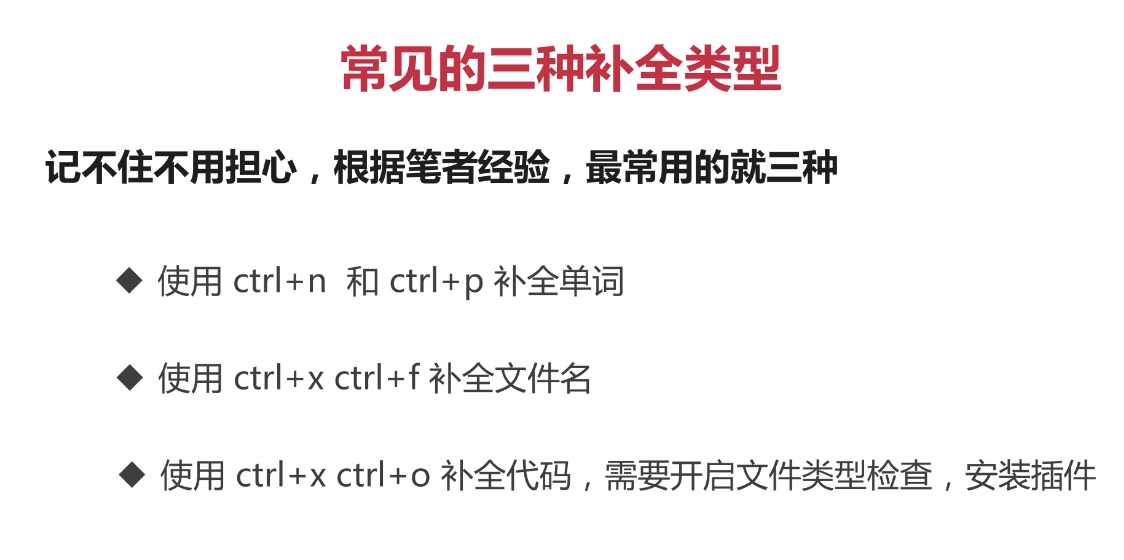 常见的三种补全类型
记不住不用担心，根据笔者经验，最常用的就三种
◆ 使用 ctrl+n 和 ctrl+p 补全单词
◆ 使用 ctrl+x ctrl+f 补全文件名
◆ 使用 ctrl+x ctrl+o 补全代码，需要开启文件类型检查，安装插件